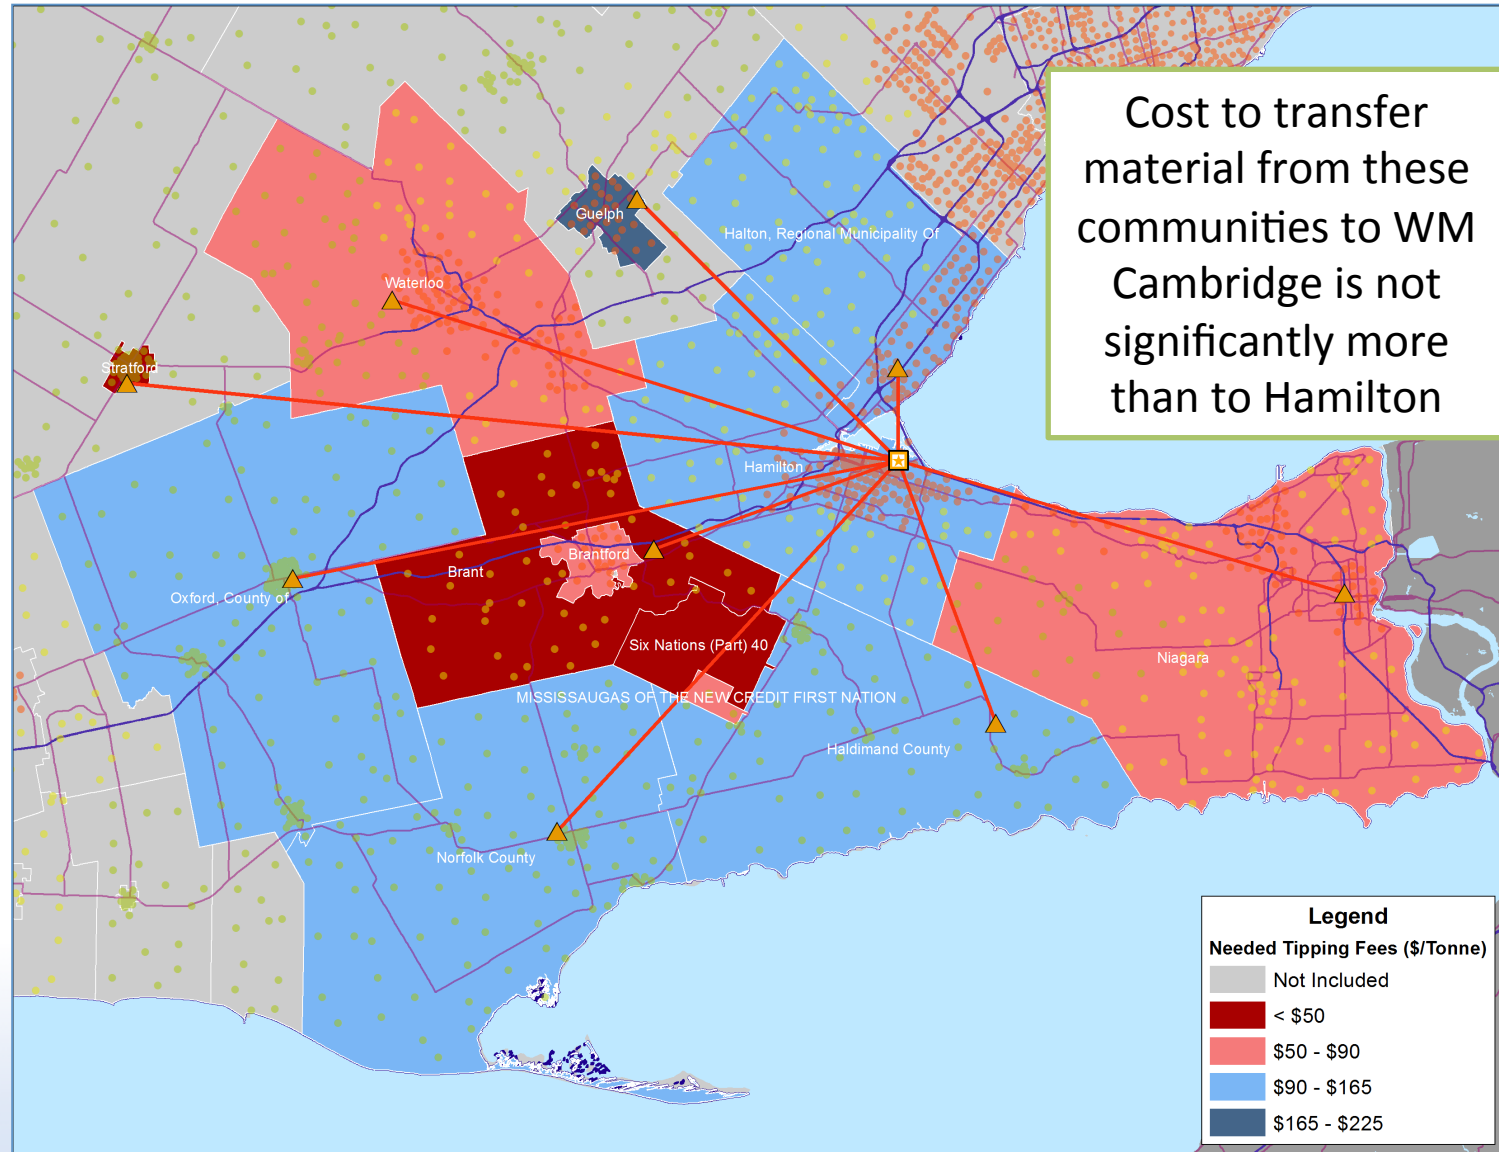 Cost to transfer
material from these
communities to WM
Cambridge is not
significantly more
than to Hamilton
Guelph
Halton, Regional Municipality Of
Waterloo
Stratford
Hamilton
Brantford
Brant
Oxford, County of
Six Nations (Part) 40
Niagara
MISSISSAUGAS OF THE NEW CREDIT FIRST NATION
Haldimand County
Norfolk County
Legend
Needed Tipping Fees ($/Tonne)
Not Included
< $50
$50 - $90
$90 - $165
$165 - $225